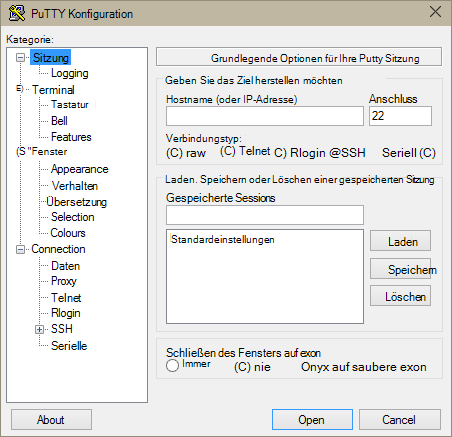 PuTTY Konfiguration
Kategorie:
Sitzung
Logging
E) Terminal
Tastatur
Bell
Features
(S "Fenster
Appearance
Verhalten
Übersetzung
Selection
Colours
Connection
Daten
Proxy
Telnet
Rlogin
SSH
Serielle
Grundlegende Optionen für Ihre Putty Sitzung
Geben Sie das Ziel herstellen möchten
Hostname (oder IP-Adresse) Anschluss
22
Verbindungstyp:
(C) raw (C) Telnet C) Rlogin @SSH Seriell (C)
Laden. Speichern oder Löschen einer gespeicherten Sizung
Gespeicherte Sessions
Standardeinstellungen
Laden
Speichern
Löschen
Schließen des Fensters auf exon
Immer (C) nie Onyx auf saubere exon
About Open Cancel